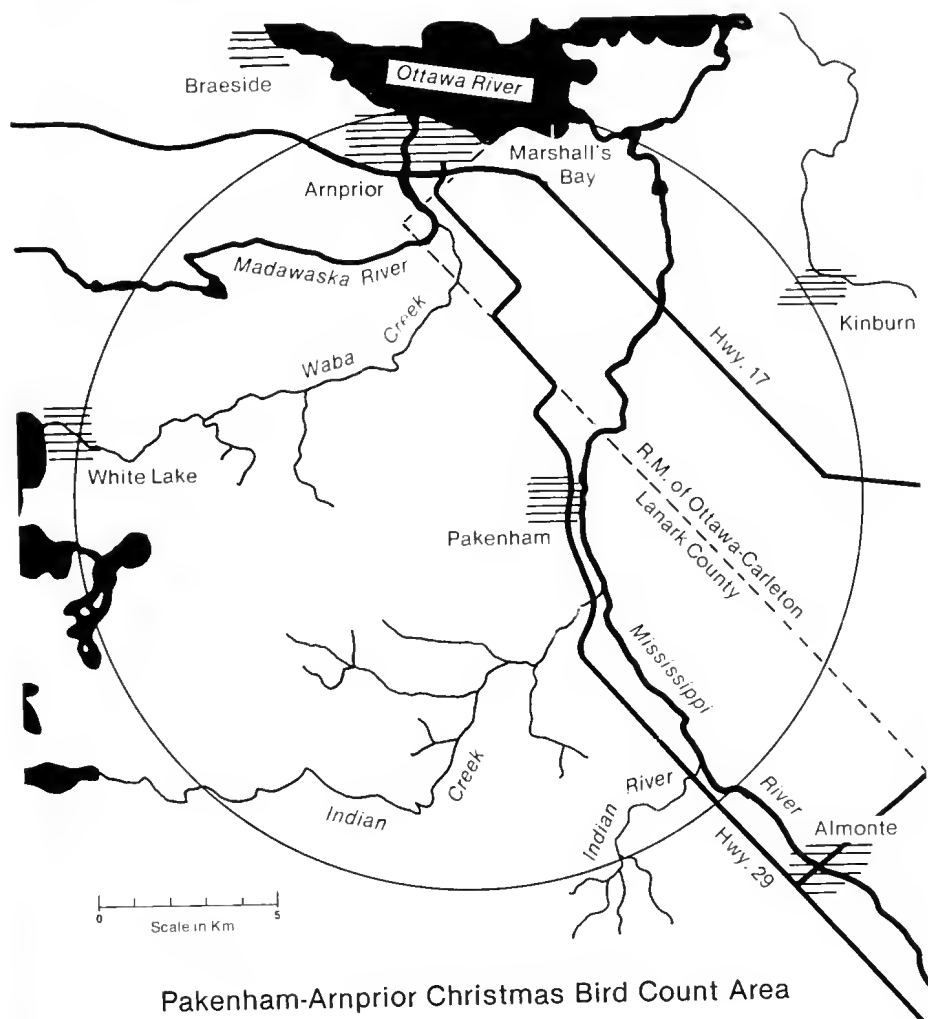 Braeside
Ottawa River
Marshall's
Bay
Arnprior
Madawaska River
Kinburn
Waba Creek
Hwy. 17
White Lake
R.M. of Ottawa-Carleton
Lanark County
Pakenham
Mississippi River
Indian Creek
Indian River
Almonte
Hwy. 29
0 5
Scale in Km
Pakenham-Arnprior Christmas Bird Count Area